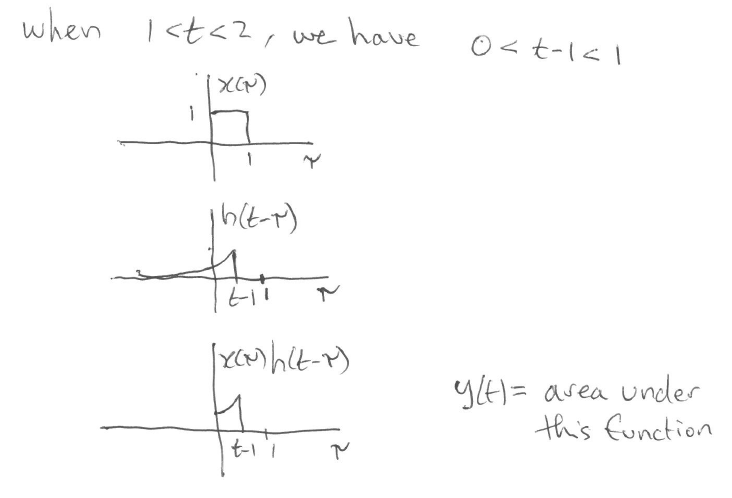 when 1<t<2, we have 0<t-1<1
x(τ)
1
1 τ
h(t-τ)
t-1 1 τ
x(τ)h(t-τ)
y(t)= area under
this function
t-1 1 τ